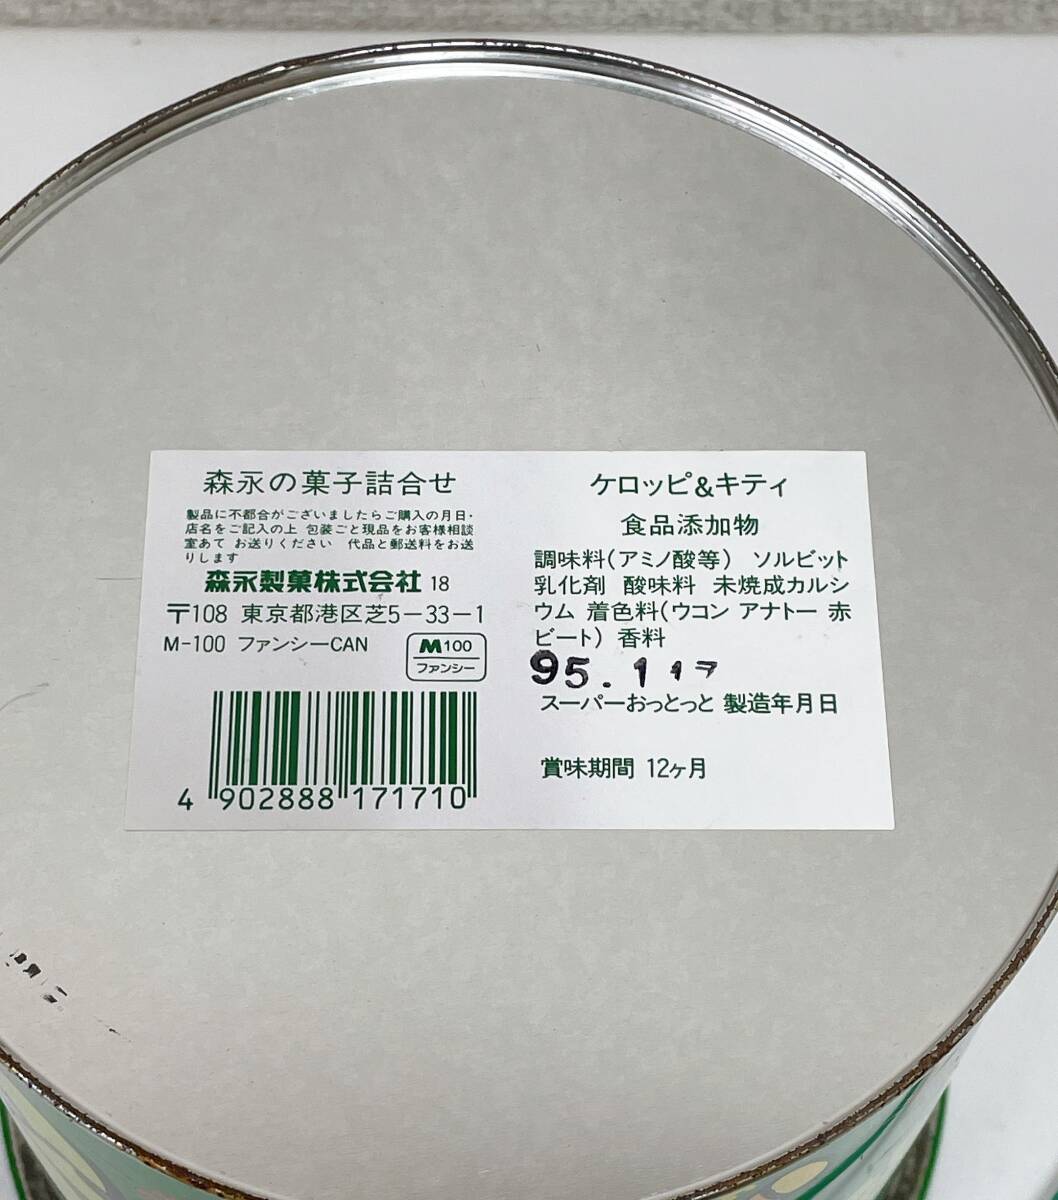 森永の菓子詰合せ
製品に不都合がございましたらご購入の月日・
店名をご記入の上 包装ごと現品をお客様相談
室あて お送りください 代品と郵送料をお送
りします
森永製菓株式会社 18
〒108 東京都港区芝5-33-1
M-100 ファンシーCAN
M100
ファンシー
4 902888 171710
ケロッピ&キティ
食品添加物
調味料(アミノ酸等) ソルビット
乳化剤 酸味料 未焼成カルシ
ウム 着色料(ウコン アナトー 赤
ビート) 香料
95.1
スーパーおっとっと 製造年月日
賞味期間 12ヶ月